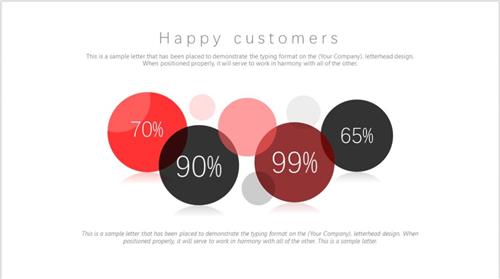 Happy customers
This is a sample letter that has been placed to demonstrate the typing format on the (Your Company). letterhead design.
When positioned properly, it will serve to work in harmony with all of the other.
70%
90%
99%
65%
This is a sample letter that has been placed to demonstrate the typing format on the (Your Company). letterhead design. When
positioned properly, it will serve to work in harmony with all of the other. This is a sample latter.